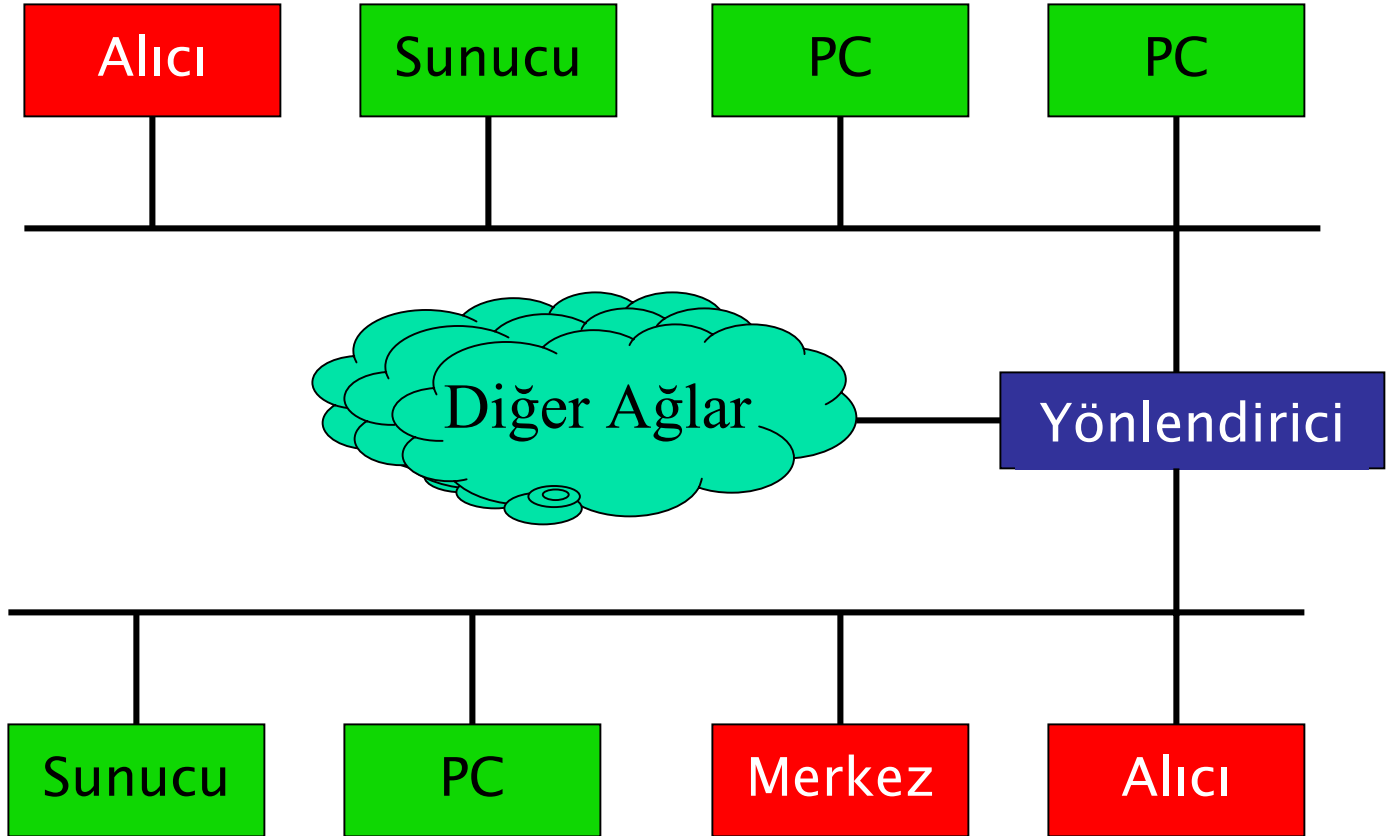 Alıcı
Sunucu
PC
PC
Diğer Ağlar
Yönlendirici
Sunucu
PC
Merkez
Alıcı